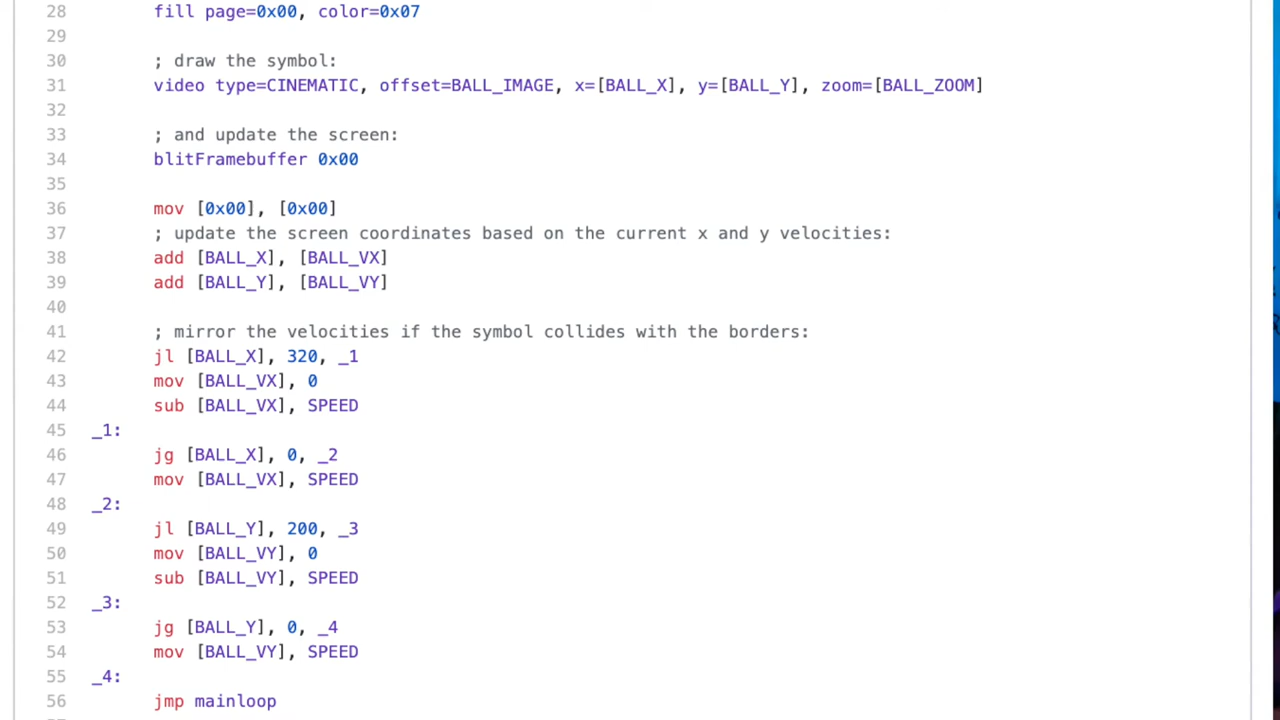 28 fill page=0x00, color=0x07
29
30 ; draw the symbol:
31 video type=CINEMATIC, offset=BALL_IMAGE, x=[BALL_X], y=[BALL_Y], zoom=[BALL_ZOOM]
32
33 ; and update the screen:
34 blitFramebuffer 0x00
35
36 mov [0x00], [0x00]
37 ; update the screen coordinates based on the current x and y velocities:
38 add [BALL_X], [BALL_VX]
39 add [BALL_Y], [BALL_VY]
40
41 ; mirror the velocities if the symbol collides with the borders:
42 jl [BALL_X], 320, _1
43 mov [BALL_VX], 0
44 sub [BALL_VX], SPEED
45 _1:
46 jg [BALL_X], 0, _2
47 mov [BALL_VX], SPEED
48 _2:
49 jl [BALL_Y], 200, _3
50 mov [BALL_VY], 0
51 sub [BALL_VY], SPEED
52 _3:
53 jg [BALL_Y], 0, _4
54 mov [BALL_VY], SPEED
55 _4:
56 jmp mainloop